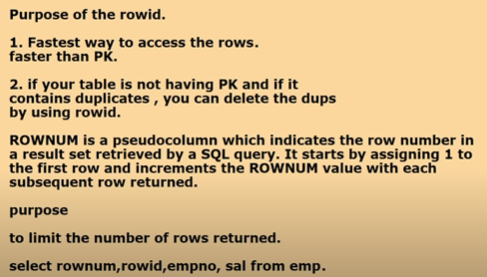 Purpose of the rowid.
1. Fastest way to access the rows.
faster than PK.
2. if your table is not having PK and if it
contains duplicates , you can delete the dups
by using rowid.
ROWNUM is a pseudocolumn which indicates the row number in
a result set retrieved by a SQL query. It starts by assigning 1 to
the first row and increments the ROWNUM value with each
subsequent row returned.
purpose
to limit the number of rows returned.
select rownum,rowid,empno, sal from emp.